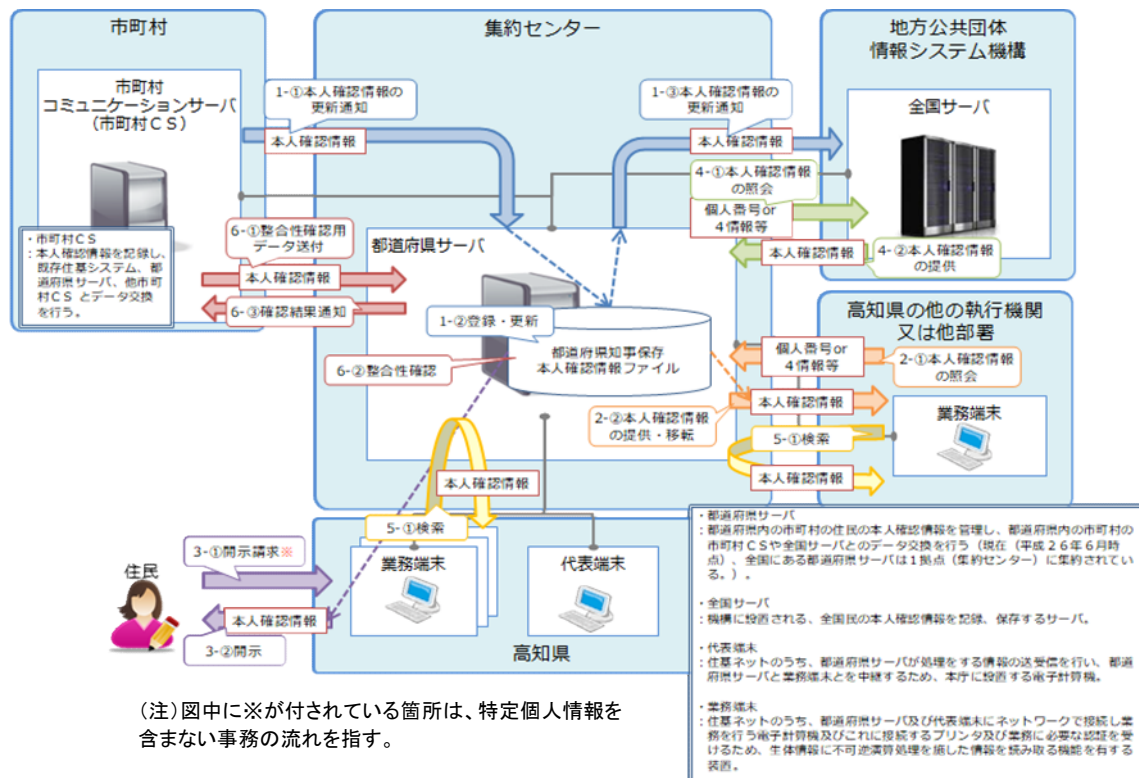 市町村
市町村
コミュニケーションサーバ
（市町村ＣＳ）
・市町村ＣＳ
：本人確認情報を記録し、
既存住基システム、都
道府県サーバ、他市町
村ＣＳ とデータ交換
を行う。
1-①本人確認情報の
更新通知
本人確認情報
6-①整合性確認用
データ送付
本人確認情報
6-③確認結果通知
集約センター
都道府県サーバ
1-②登録・更新
6-②整合性確認
都道府県知事保存
本人確認情報ファイル
1-③本人確認情報の
更新通知
本人確認情報
地方公共団体
情報システム機構
全国サーバ
4-①本人確認情報
の照会
個人番号or
４情報等
本人確認情報
4-②本人確認情報
の提供
高知県の他の執行機関
又は他部署
個人番号or
４情報等
2-①本人確認情報
の照会
本人確認情報
2-②本人確認情報
の提供・移転
業務端末
5-①検索
本人確認情報
本人確認情報
5-①検索
業務端末
代表端末
高知県
3-①開示請求※
住民
本人確認情報
3-②開示
・都道府県サーバ
：都道府県内の市町村の住民の本人確認情報を管理し、都道府県内の市町村の
市町村ＣＳや全国サーバとのデータ交換を行う（現在（平成２６年６月時
点）、全国にある都道府県サーバは１拠点（集約センター）に集約されてい
る。）。
・全国サーバ
：機構に設置される、全国民の本人確認情報を記録、保存するサーバ。
・代表端末
：住基ネットのうち、都道府県サーバが処理をする情報の送受信を行い、都道
府県サーバと業務端末とを中継するため、本庁に設置する電子計算機。
・業務端末
：住基ネットのうち、都道府県サーバ及び代表端末にネットワークで接続し業
務を行う電子計算機及びこれに接続するプリンタ及び業務に必要な認証を受
けるため、生体情報に不可逆演算処理を施した情報を読み取る機能を有する
装置。
（注）図中に※が付されている箇所は、特定個人情報を
含まない事務の流れを指す。